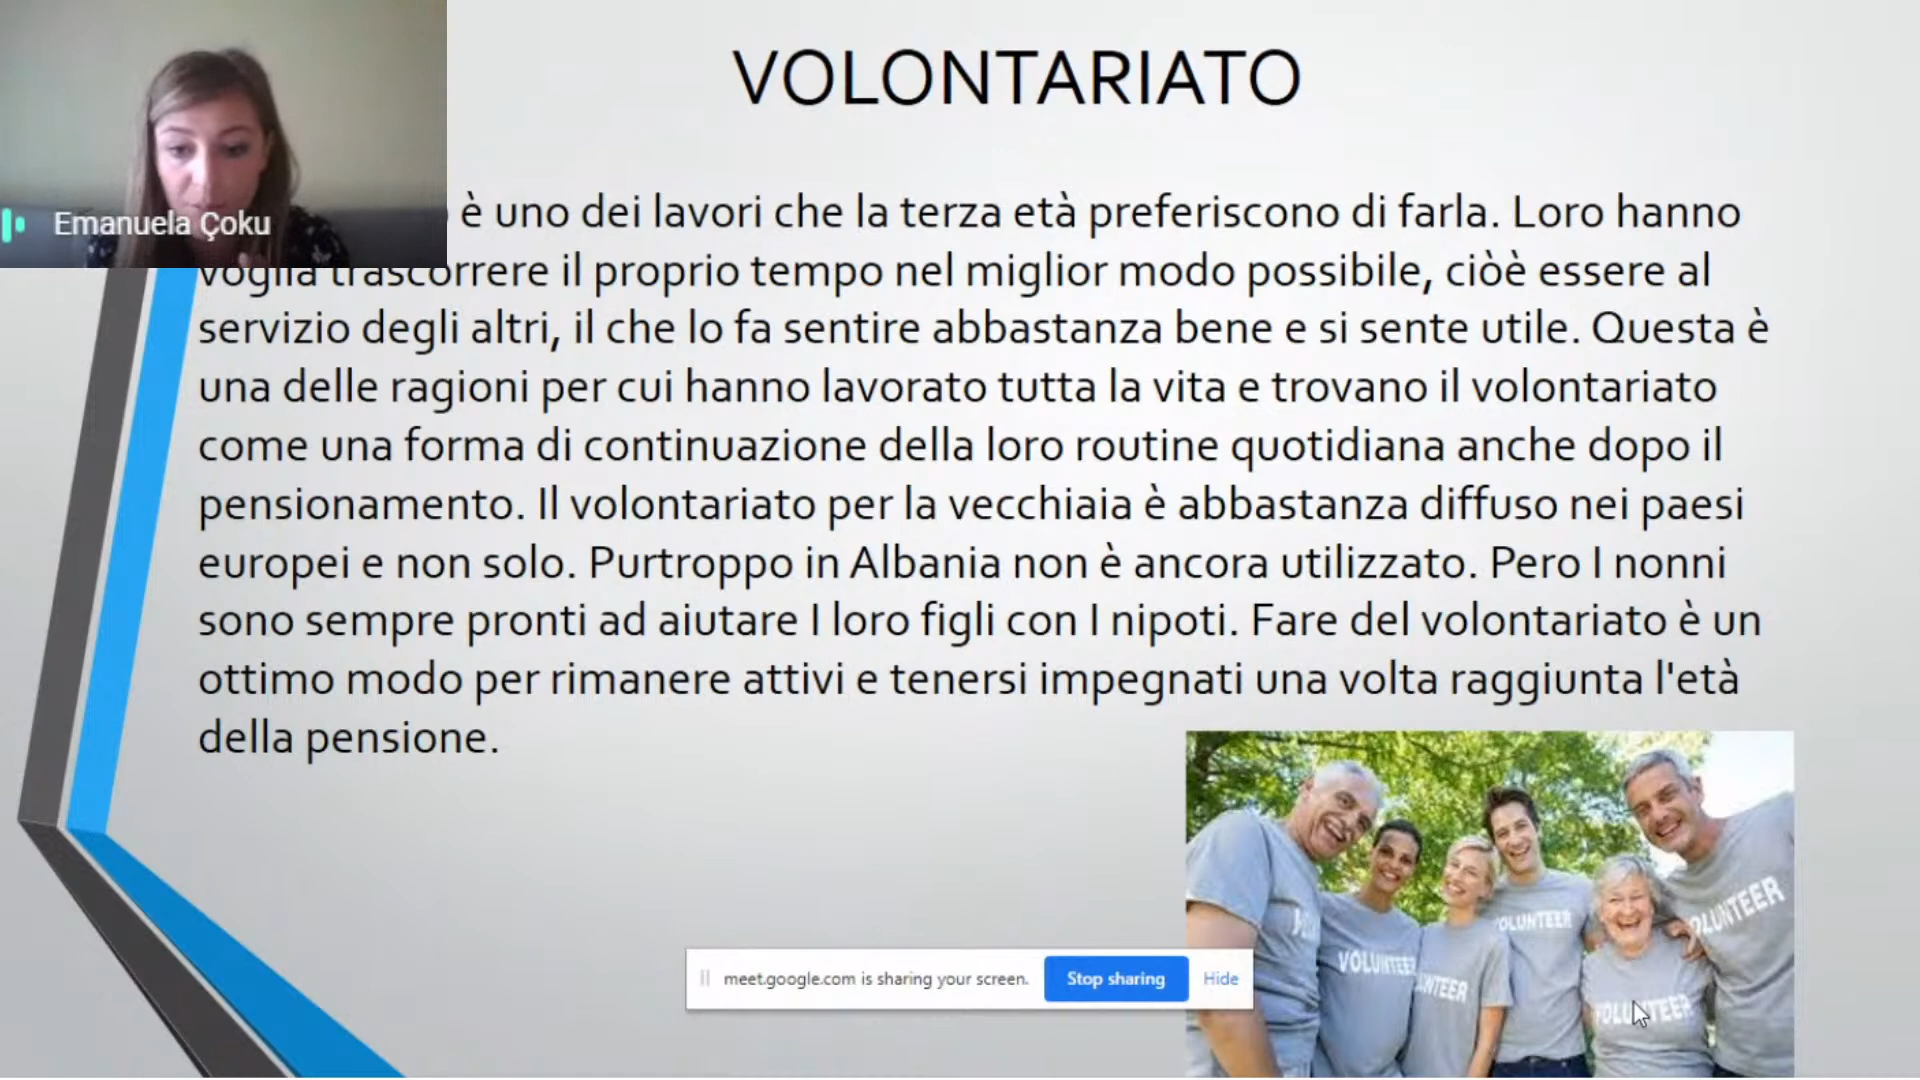 VOLONTARIATO
Emanuela Çoku
è uno dei lavori che la terza età preferiscono di farla. Loro hanno
voglia trascorrere il proprio tempo nel miglior modo possibile, ciòè essere al
servizio degli altri, il che lo fa sentire abbastanza bene e si sente utile. Questa è
una delle ragioni per cui hanno lavorato tutta la vita e trovano il volontariato
come una forma di continuazione della loro routine quotidiana anche dopo il
pensionamento. Il volontariato per la vecchiaia è abbastanza diffuso nei paesi
europei e non solo. Purtroppo in Albania non è ancora utilizzato. Pero I nonni
sono sempre pronti ad aiutare I loro figli con I nipoti. Fare del volontariato è un
ottimo modo per rimanere attivi e tenersi impegnati una volta raggiunta l'età
della pensione.
VOLUNTEER
VOLUNTEER
VOLUNTEER
VOLUNTEER
meet.google.com is sharing your screen. Stop sharing Hide